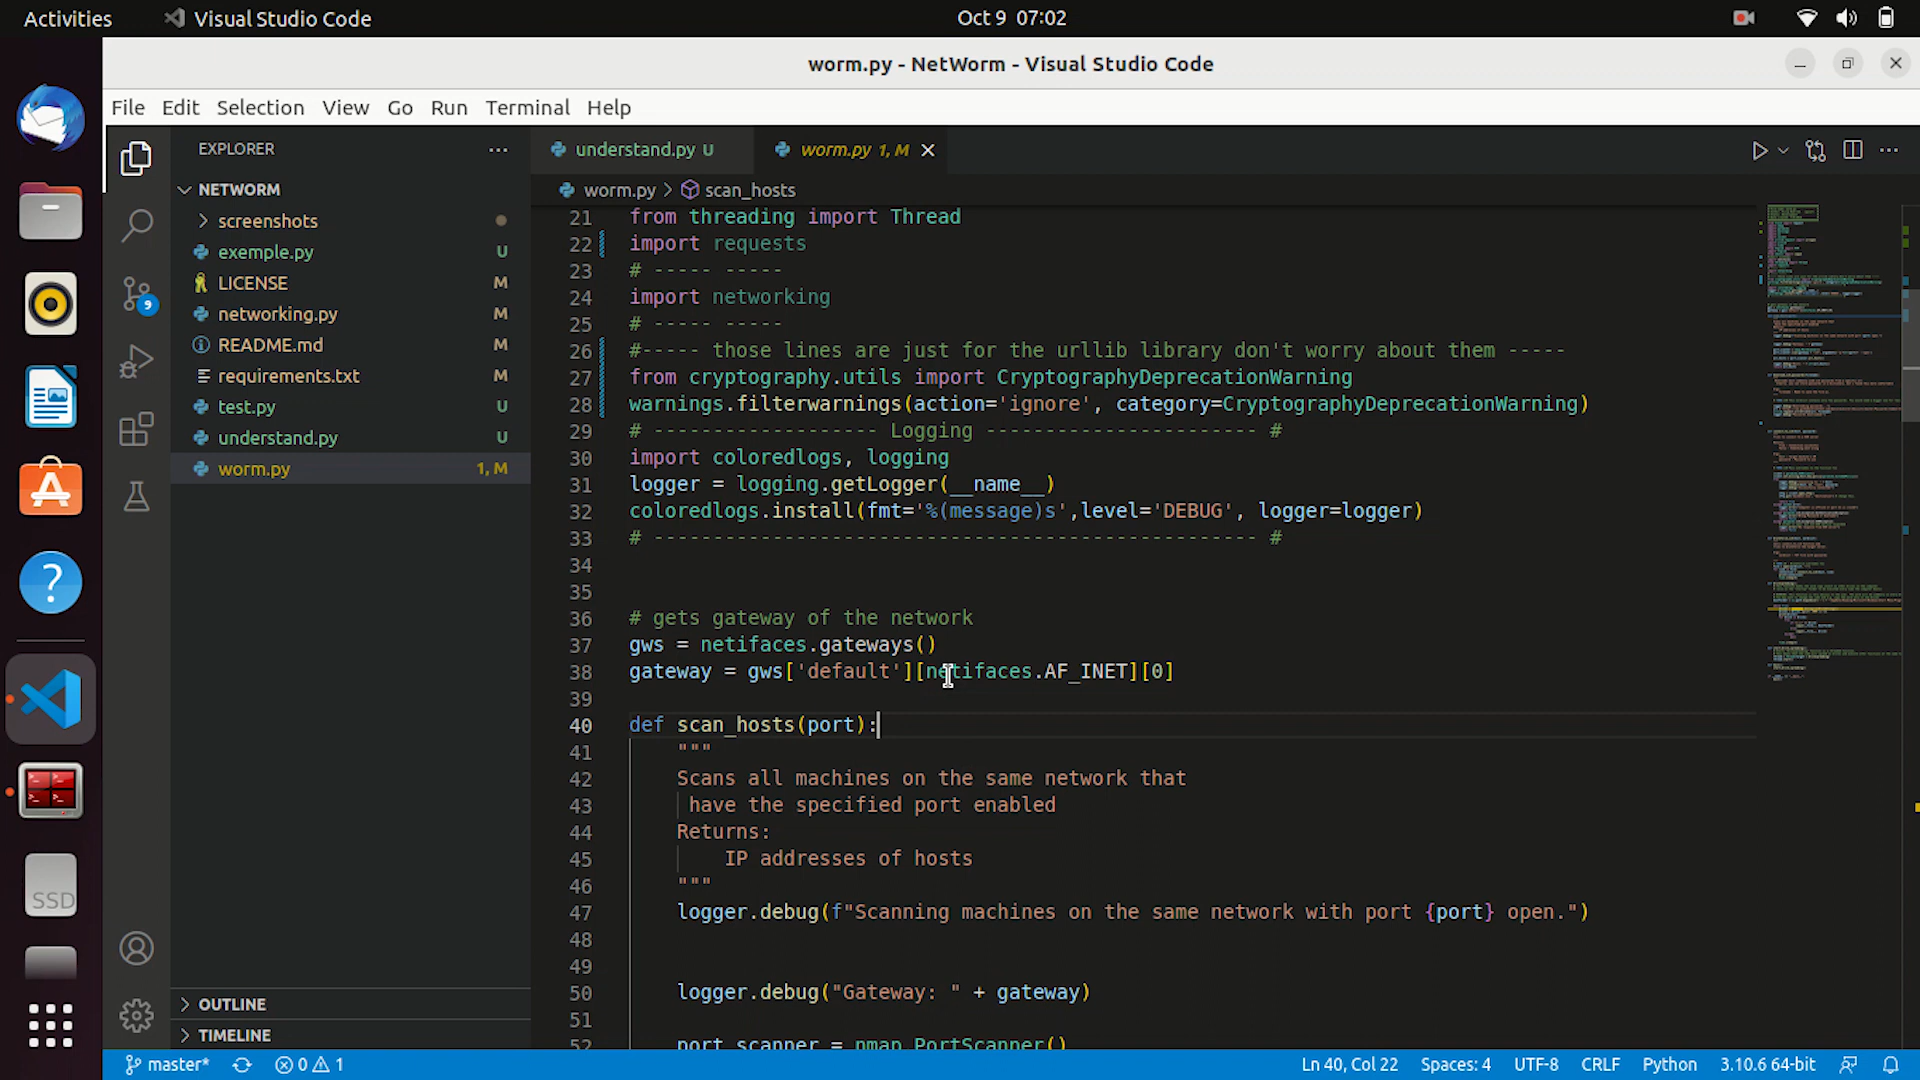 Activities
Visual Studio Code
Oct 9 07:02
worm.py - NetWorm - Visual Studio Code
File Edit Selection View Go Run Terminal Help
EXPLORER
NETWORM
screenshots
exemple.py U
LICENSE M
networking.py M
README.md M
requirements.txt M
test.py U
understand.py U
worm.py 1, M
OUTLINE
TIMELINE
9
SSD
understand.py U
worm.py 1, M
worm.py > scan_hosts
21 from threading import Thread
22 import requests
23 # ----- -----
24 import networking
25 # ----- -----
26 #----- those lines are just for the urllib library don't worry about them -----
27 from cryptography.utils import CryptographyDeprecationWarning
28 warnings.filterwarnings(action='ignore', category=CryptographyDeprecationWarning)
29 # ------------------- Logging ----------------------- #
30 import coloredlogs, logging
31 logger = logging.getLogger(__name__)
32 coloredlogs.install(fmt='%(message)s',level='DEBUG', logger=logger)
33 # --------------------------------------------------- #
34
35
36 # gets gateway of the network
37 gws = netifaces.gateways()
38 gateway = gws['default'][netifaces.AF_INET][0]
39
40 def scan_hosts(port):
41 """
42 Scans all machines on the same network that
43 have the specified port enabled
44 Returns:
45 IP addresses of hosts
46 """
47 logger.debug(f"Scanning machines on the same network with port {port} open.")
48
49
50 logger.debug("Gateway: " + gateway)
51
52 port_scanner = nmap.PortScanner()
master* 0 1
Ln 40, Col 22 Spaces: 4 UTF-8 CRLF Python 3.10.6 64-bit